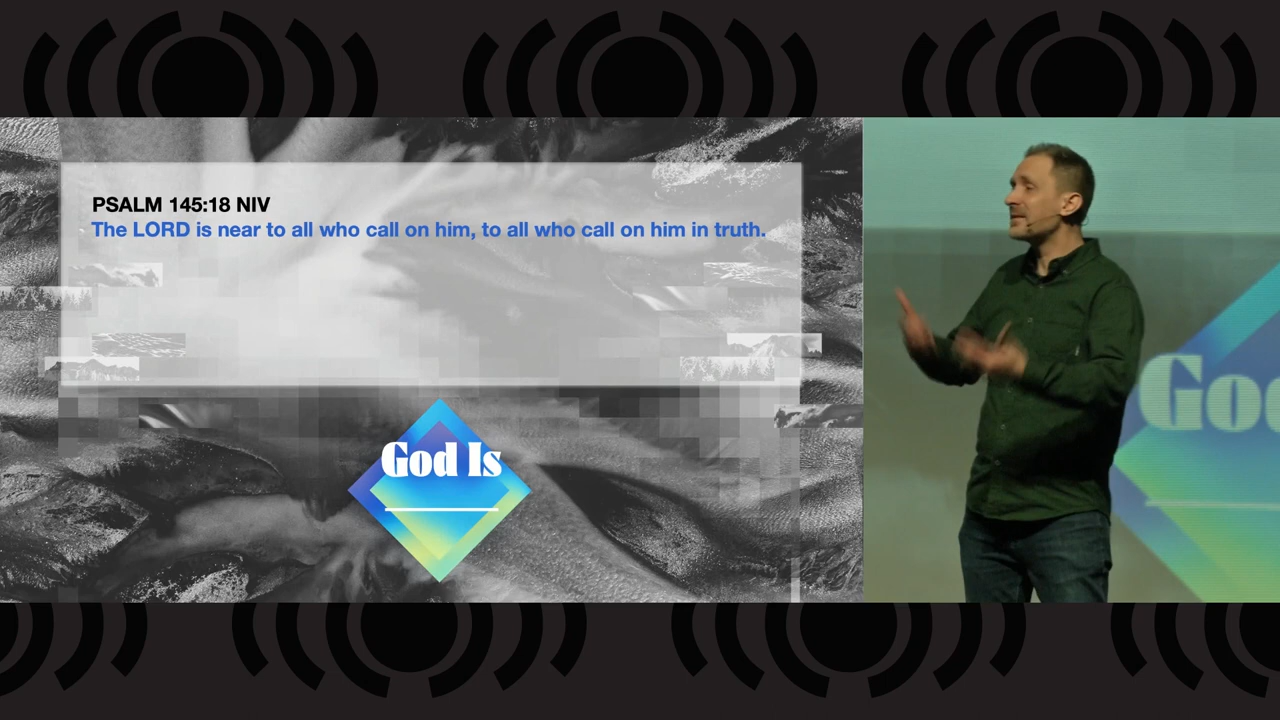 PSALM 145:18 NIV
The LORD is near to all who call on him, to all who call on him in truth.
God Is
God